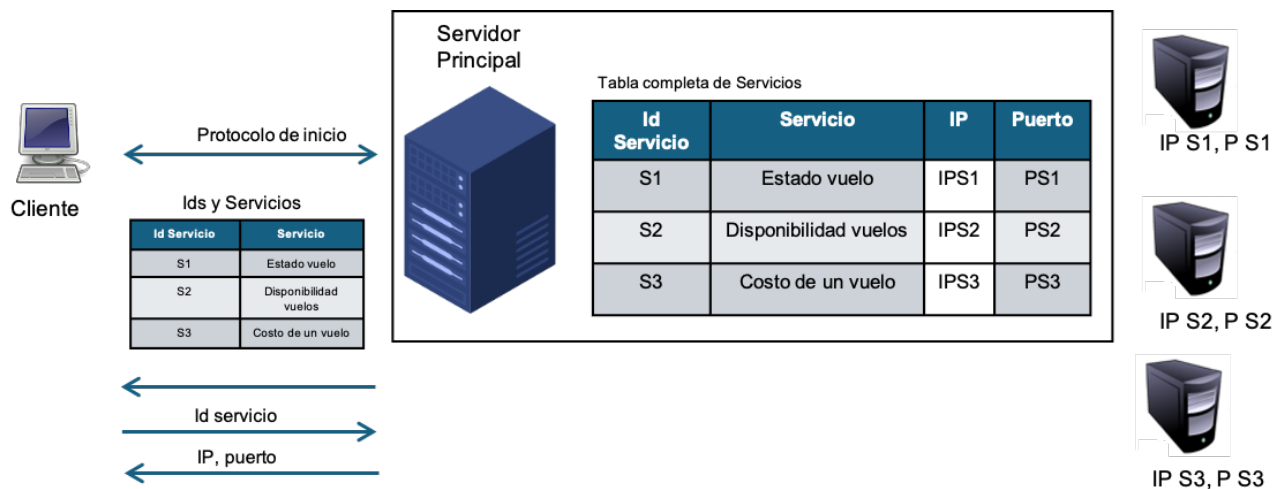 Servidor
Principal
Tabla completa de Servicios
Id
Servicio
Servicio
IP
Puerto
S1
Estado vuelo
IPS1
PS1
S2
Disponibilidad vuelos
IPS2
PS2
S3
Costo de un vuelo
IPS3
PS3
Cliente
Protocolo de inicio
Ids y Servicios
Id Servicio
Servicio
S1
Estado vuelo
S2
Disponibilidad
vuelos
S3
Costo de un vuelo
Id servicio
IP, puerto
IP S1, P S1
IP S2, P S2
IP S3, P S3